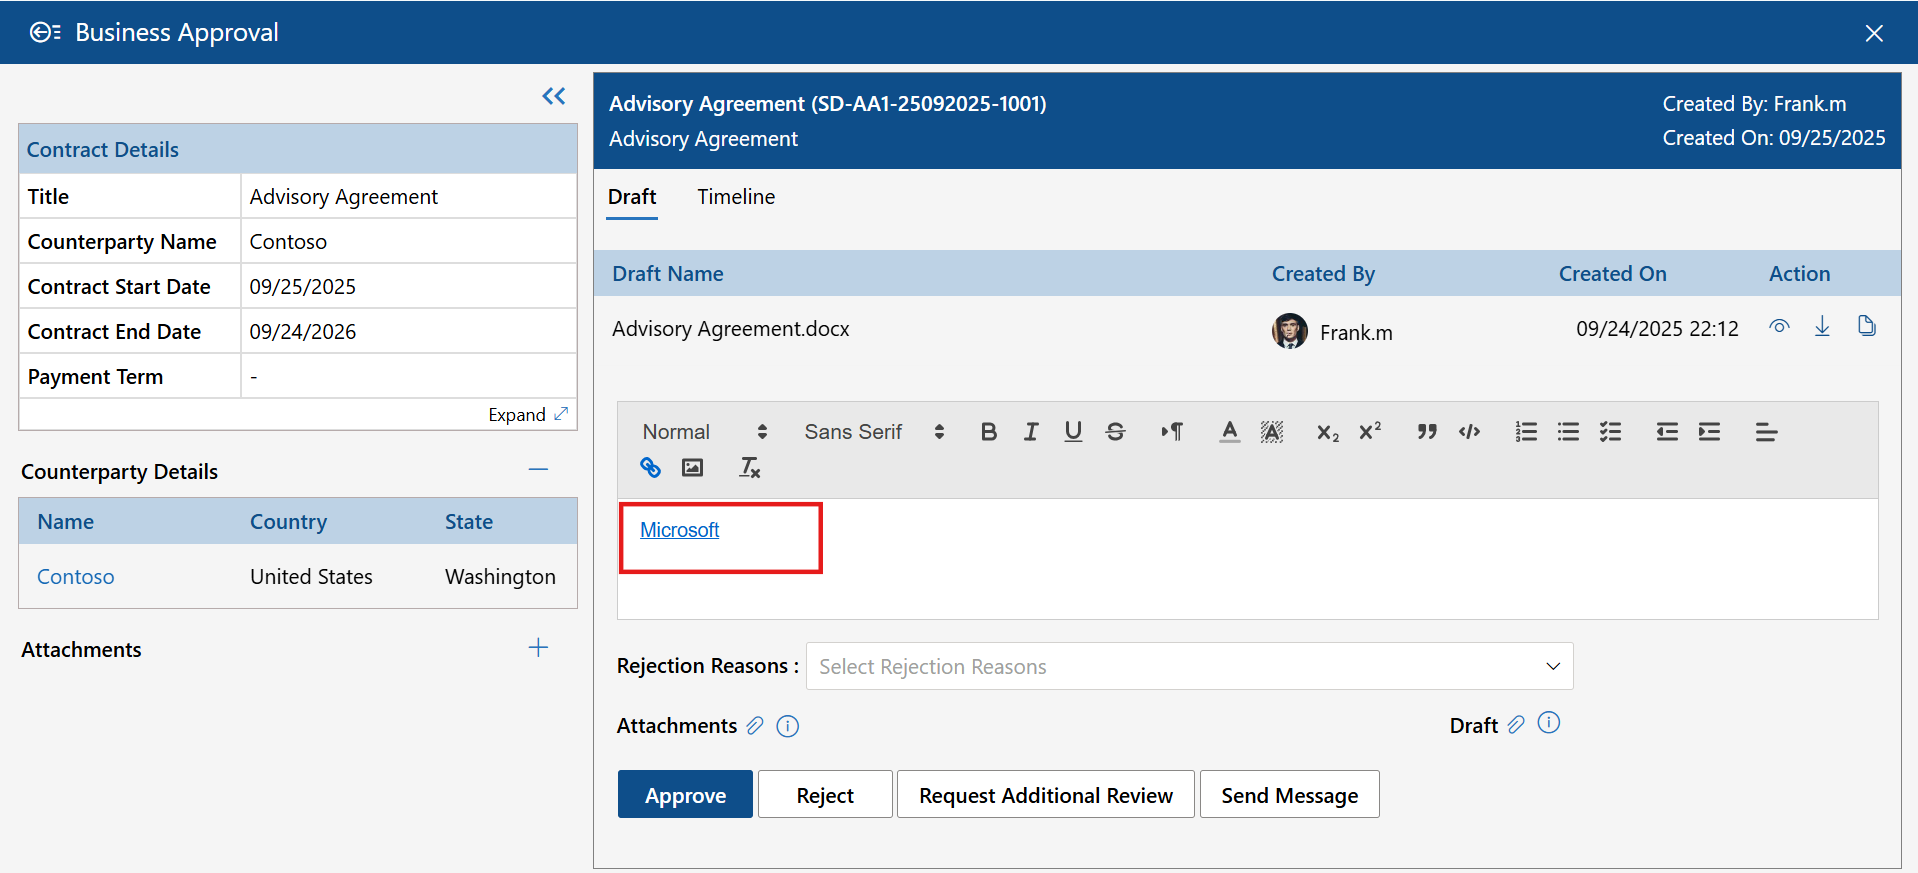 Business Approval
Contract Details
Title Advisory Agreement
Counterparty Name Contoso
Contract Start Date 09/25/2025
Contract End Date 09/24/2026
Payment Term -
Expand
Counterparty Details
Name Country State
Contoso United States Washington
Attachments
Advisory Agreement (SD-AA1-25092025-1001)
Advisory Agreement
Created By: Frank.m
Created On: 09/25/2025
Draft Timeline
Draft Name Created By Created On Action
Advisory Agreement.docx Frank.m 09/24/2025 22:12
Normal Sans Serif
Microsoft
Rejection Reasons : Select Rejection Reasons
Attachments Draft
Approve Reject Request Additional Review Send Message